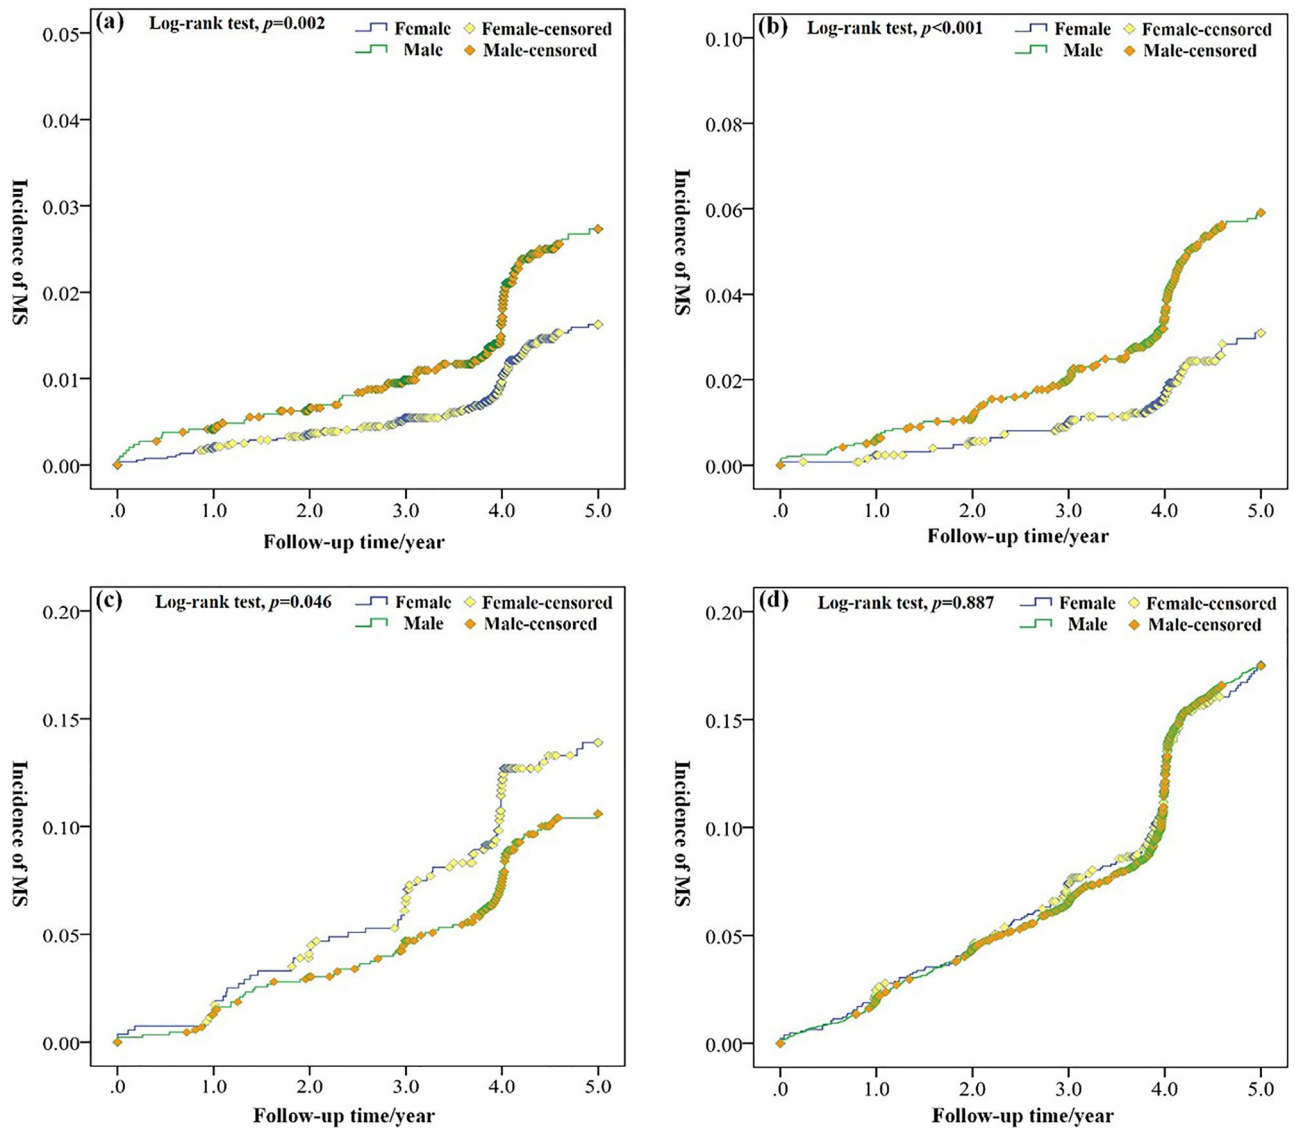 (a) Log-rank test, p=0.002 Female Female-censored
Male Male-censored
0.05
0.04
0.03
0.02
0.01
0.00
Incidence of MS
.0 1.0 2.0 3.0 4.0 5.0
Follow-up time/year
(b) Log-rank test, p<0.001 Female Female-censored
Male Male-censored
0.10
0.08
0.06
0.04
0.02
0.00
Incidence of MS
.0 1.0 2.0 3.0 4.0 5.0
Follow-up time/year
(c) Log-rank test, p=0.046 Female Female-censored
Male Male-censored
0.20
0.15
0.10
0.05
0.00
Incidence of MS
.0 1.0 2.0 3.0 4.0 5.0
Follow-up time/year
(d) Log-rank test, p=0.887 Female Female-censored
Male Male-censored
0.20
0.15
0.10
0.05
0.00
Incidence of MS
.0 1.0 2.0 3.0 4.0 5.0
Follow-up time/year